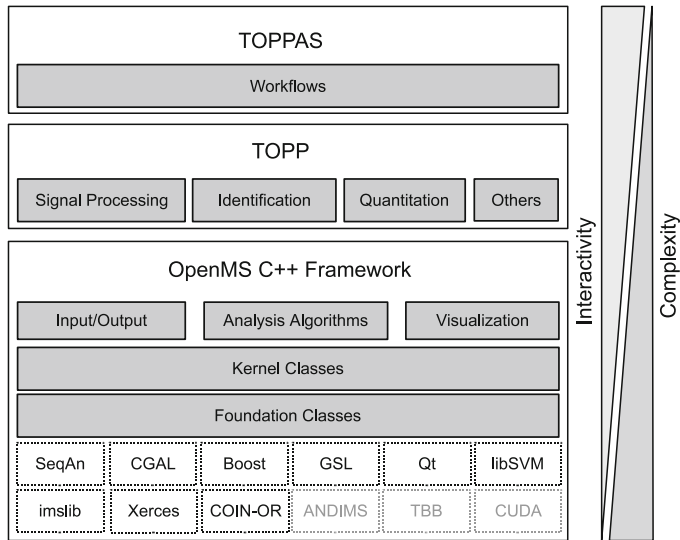 TOPPAS
Workflows
TOPP
Signal Processing Identification Quantitation Others
OpenMS C++ Framework
Input/Output Analysis Algorithms Visualization
Kernel Classes
Foundation Classes
SeqAn CGAL Boost GSL Qt libSVM
imslib Xerces COIN-OR ANDIMS TBB CUDA
Interactivity
Complexity